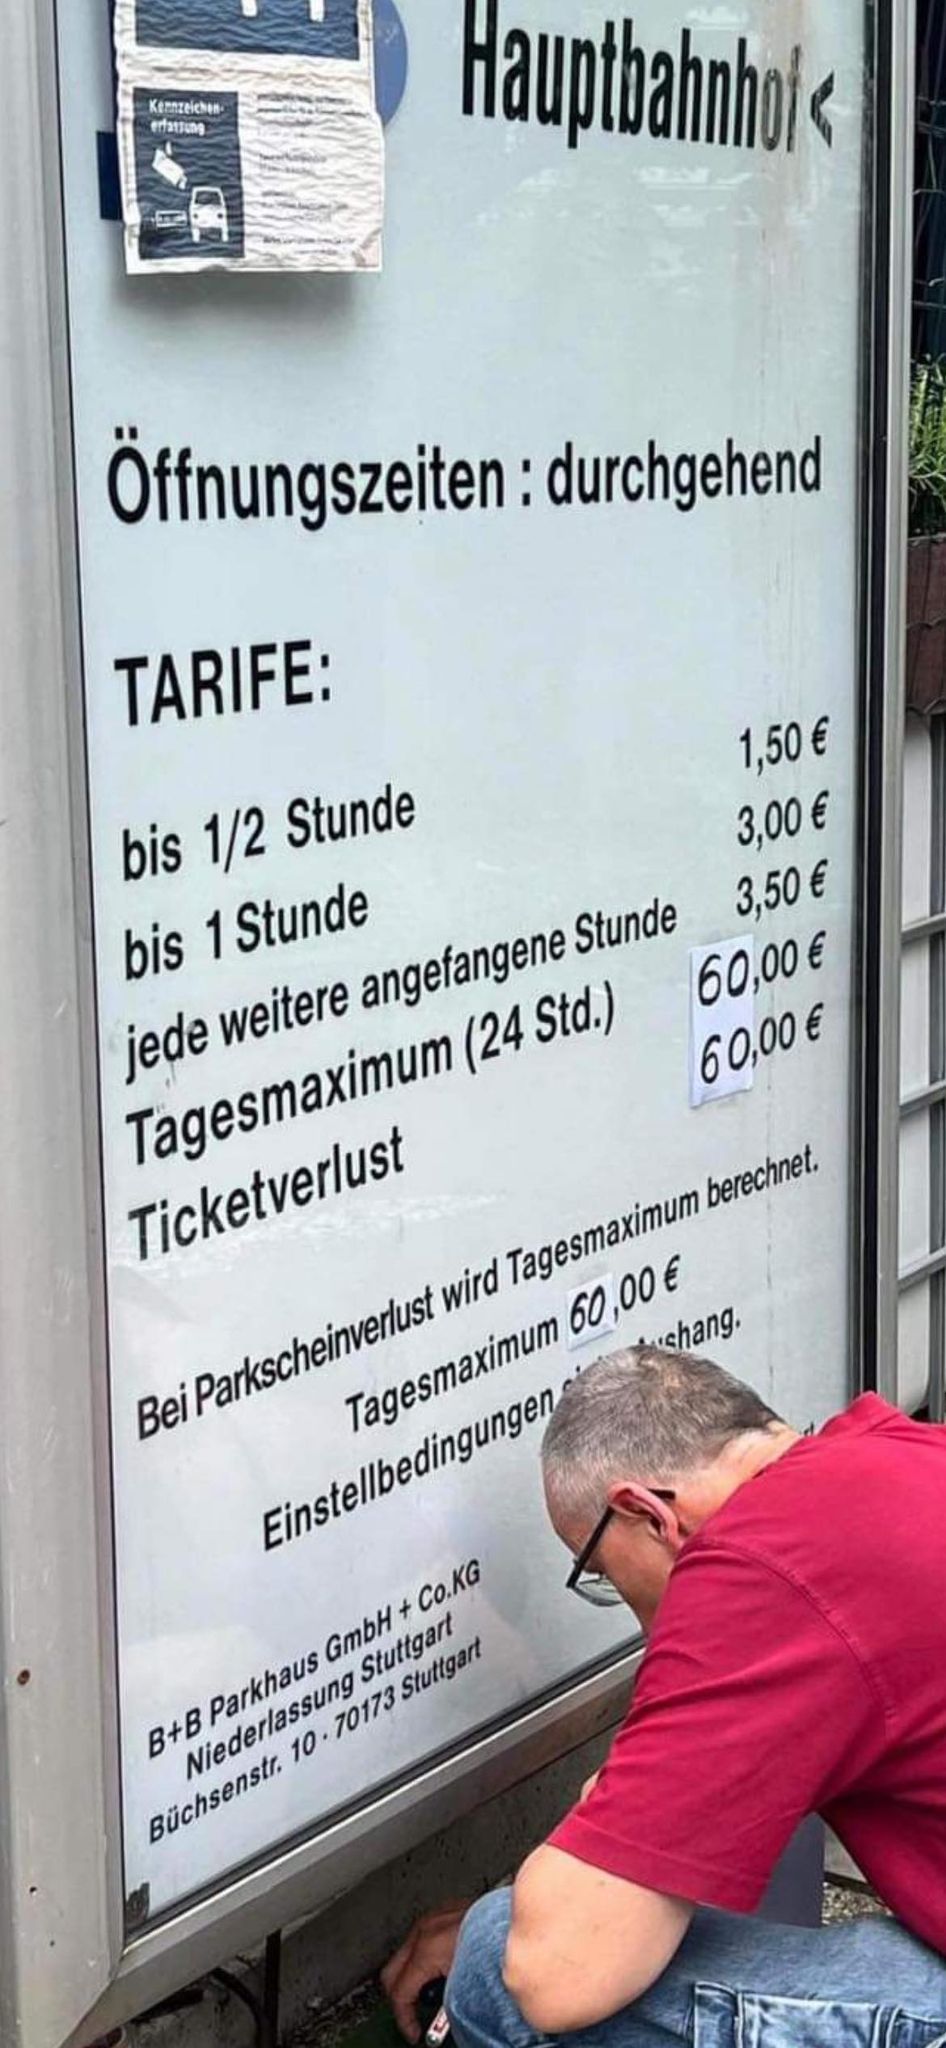 Kennzeichen-
erfassung
Hauptbahnhof <
Öffnungszeiten : durchgehend
TARIFE:
bis 1/2 Stunde 1,50 €
bis 1 Stunde 3,00 €
jede weitere angefangene Stunde 3,50 €
Tagesmaximum (24 Std.) 60,00 €
Ticketverlust 60,00 €
Bei Parkscheinverlust wird Tagesmaximum berechnet.
Tagesmaximum 60,00 €
Einstellbedingungen
B+B Parkhaus GmbH + Co.KG
Niederlassung Stuttgart
Büchsenstr. 10 · 70173 Stuttgart